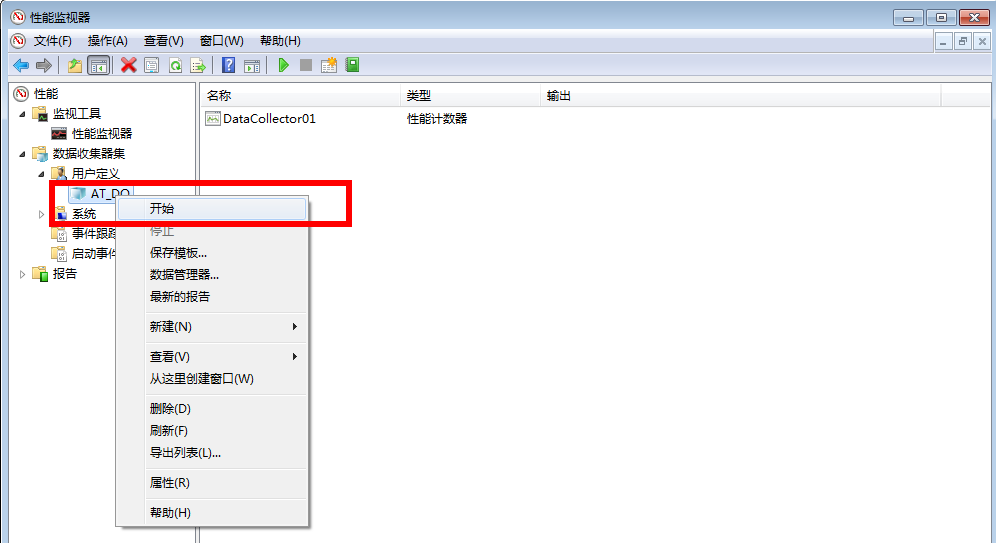 性能监视器
文件(F) 操作(A) 查看(V) 窗口(W) 帮助(H)
性能
监视工具
性能监视器
数据收集器集
用户定义
AT_DO
系统
事件跟踪
启动事件
报告
名称 类型 输出
DataCollector01 性能计数器
开始
停止
保存模板...
数据管理器...
最新的报告
新建(N)
查看(V)
从这里创建窗口(W)
删除(D)
刷新(F)
导出列表(L)...
属性(R)
帮助(H)